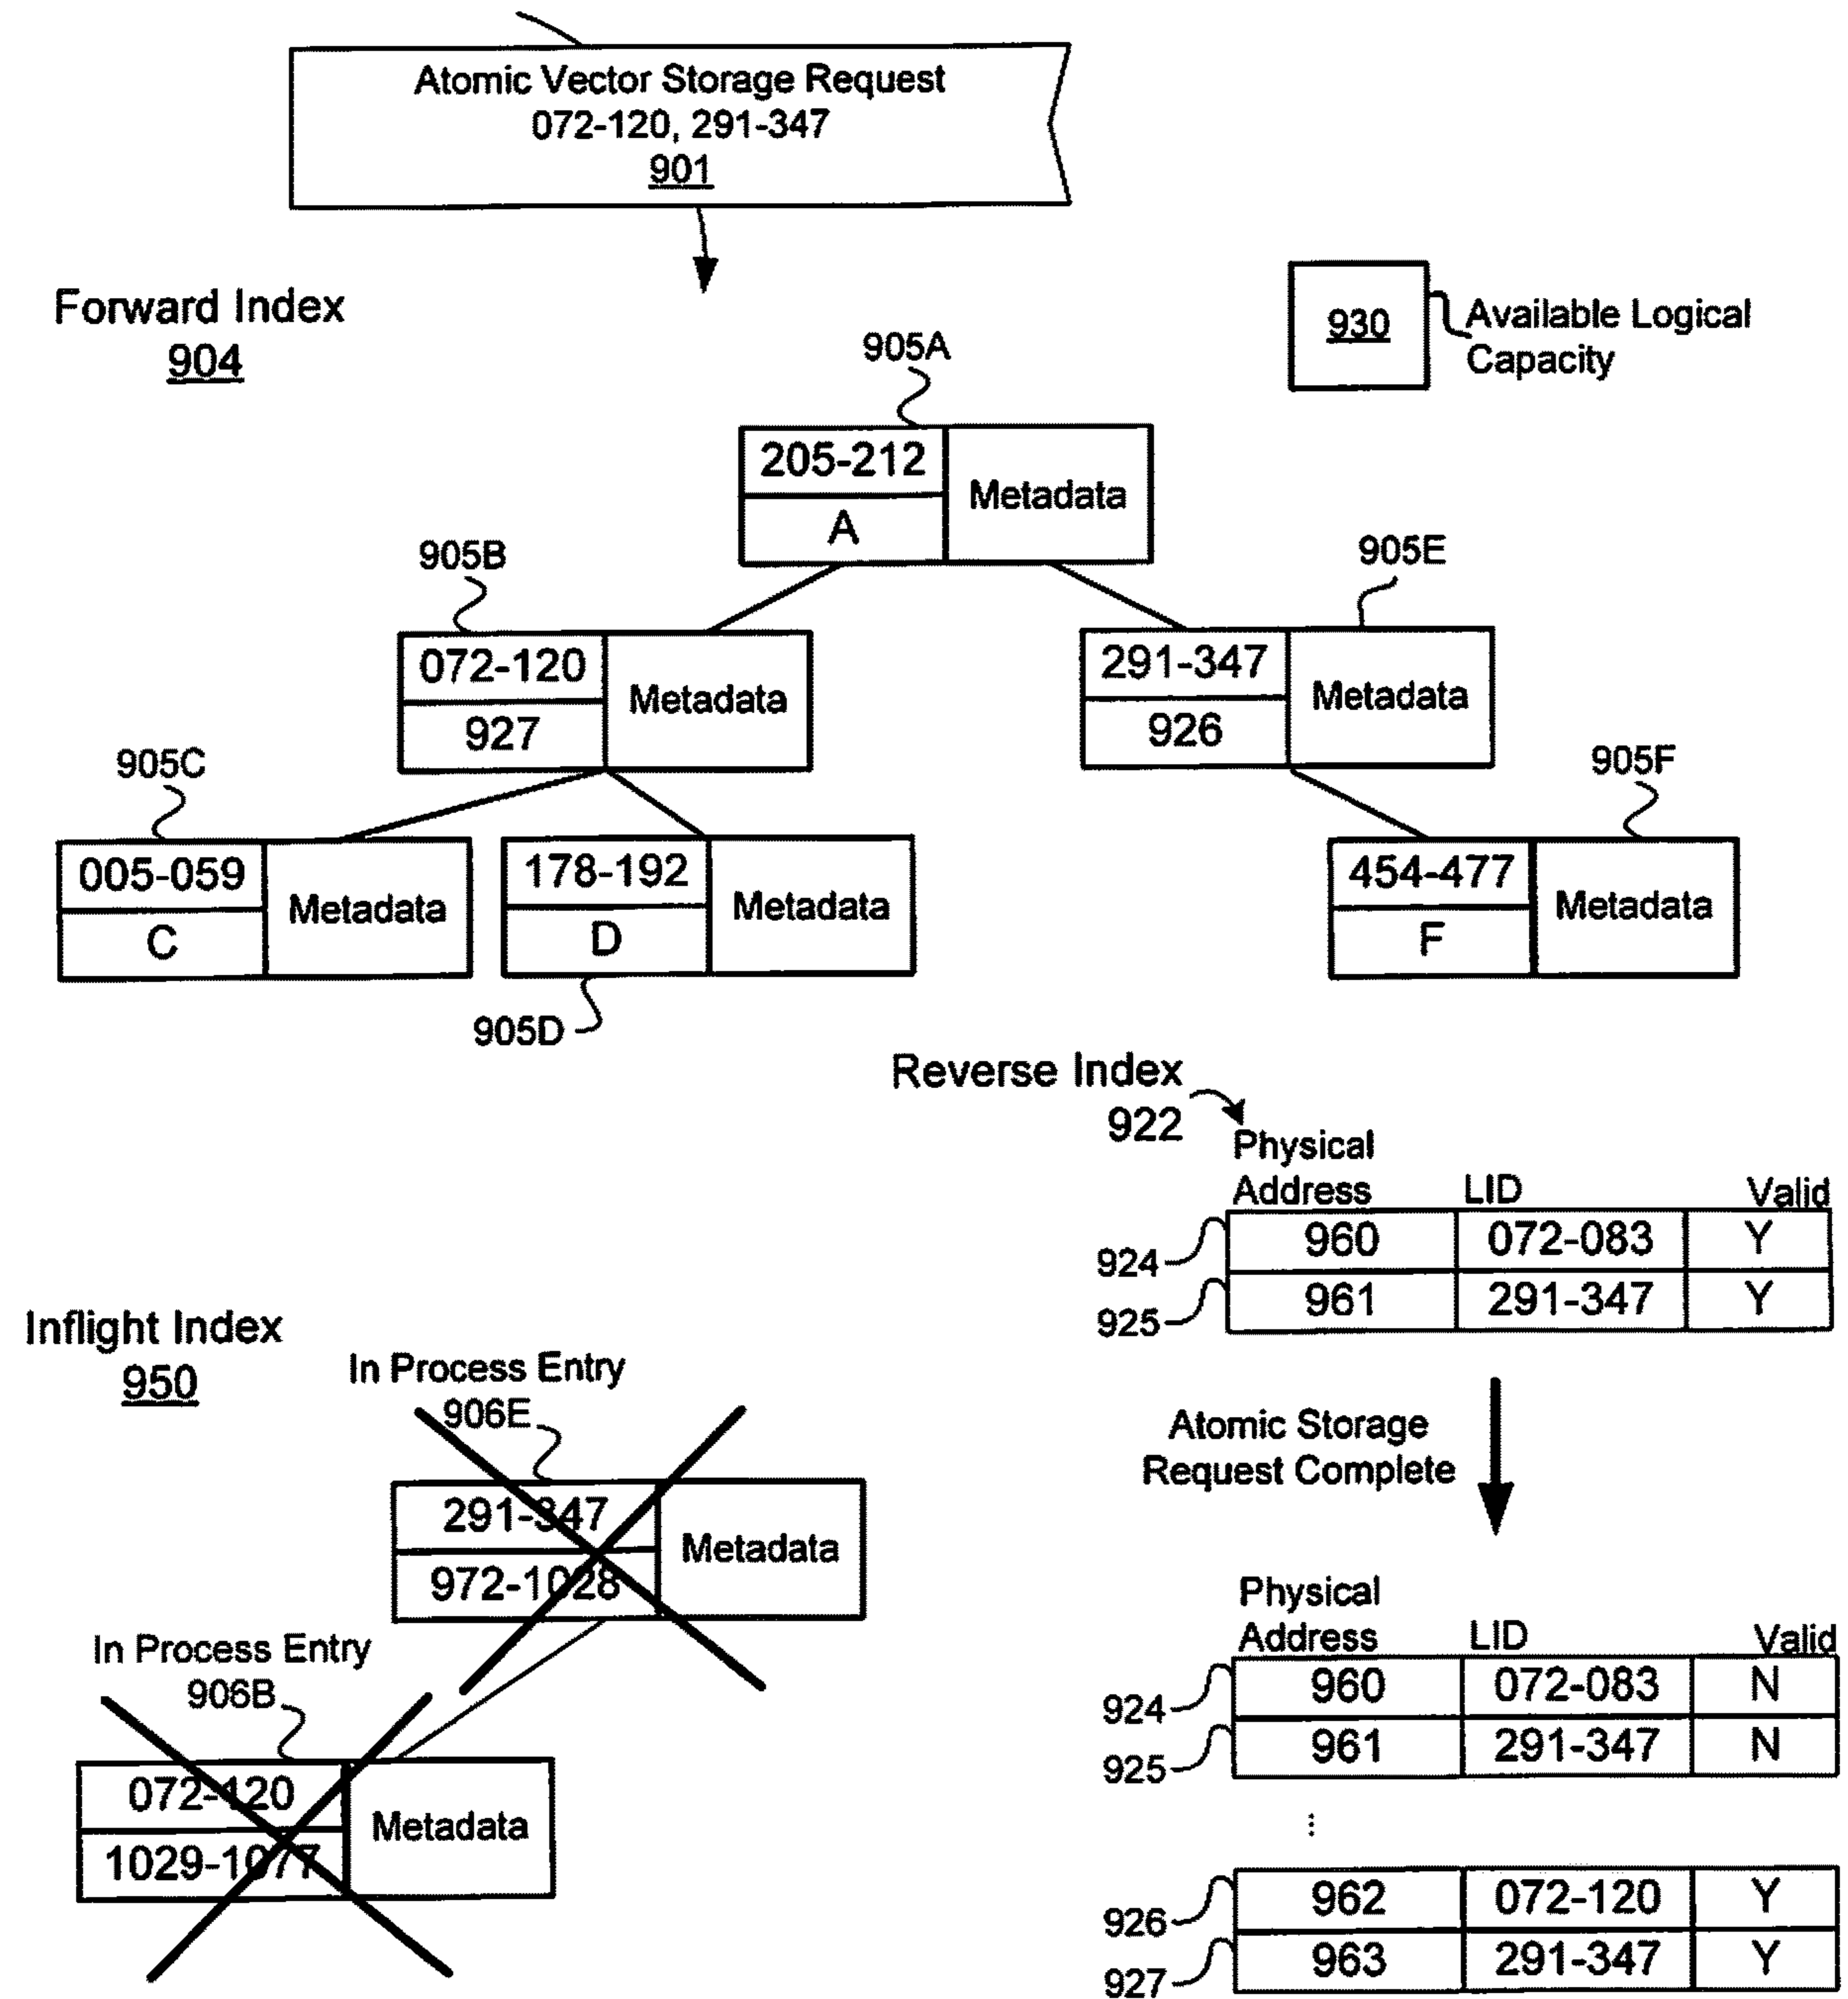 Atomic Vector Storage Request
072-120, 291-347
901
Forward Index
904
930
Available Logical
Capacity
905A
205-212
Metadata
A
905B
072-120
Metadata
927
905E
291-347
Metadata
926
905C
005-059
Metadata
C
178-192
Metadata
D
905D
905F
454-477
Metadata
F
Reverse Index
922
Physical
Address LID Valid
924 960 072-083 Y
925 961 291-347 Y
Atomic Storage
Request Complete
Physical
Address LID Valid
924 960 072-083 N
925 961 291-347 N
...
926 962 072-120 Y
927 963 291-347 Y
Inflight Index
950
In Process Entry
906E
291-347
Metadata
972-1028
In Process Entry
906B
072-120
Metadata
1029-1077